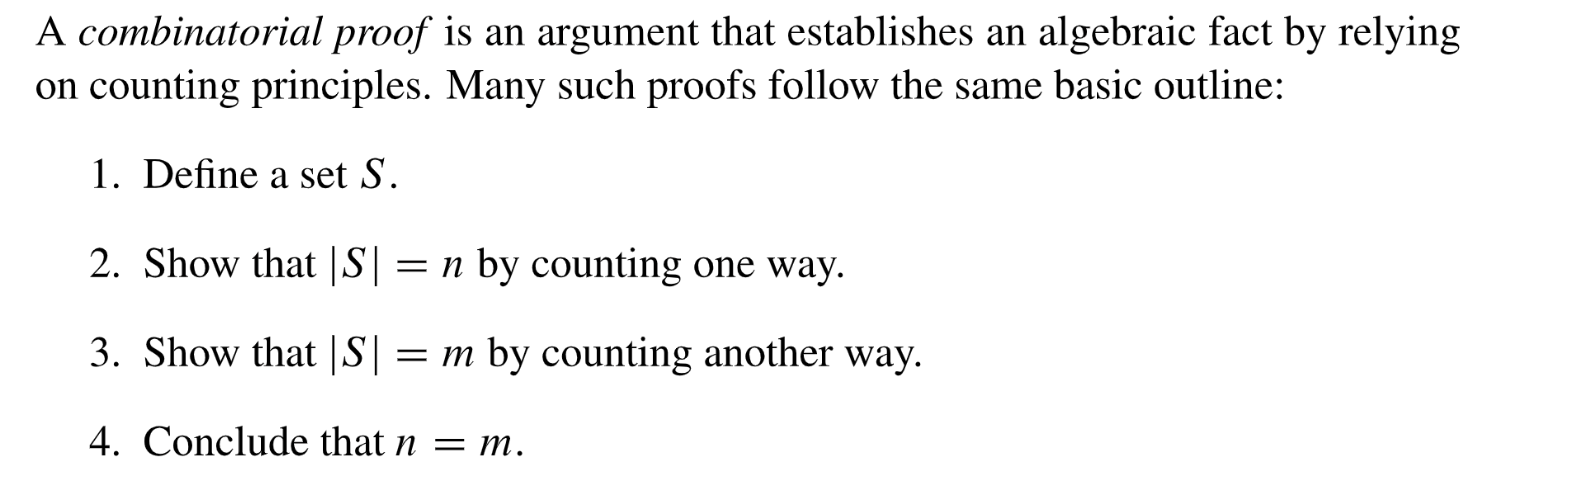 A combinatorial proof is an argument that establishes an algebraic fact by relying
on counting principles. Many such proofs follow the same basic outline:
1. Define a set S.
2. Show that |S| = n by counting one way.
3. Show that |S| = m by counting another way.
4. Conclude that n = m.